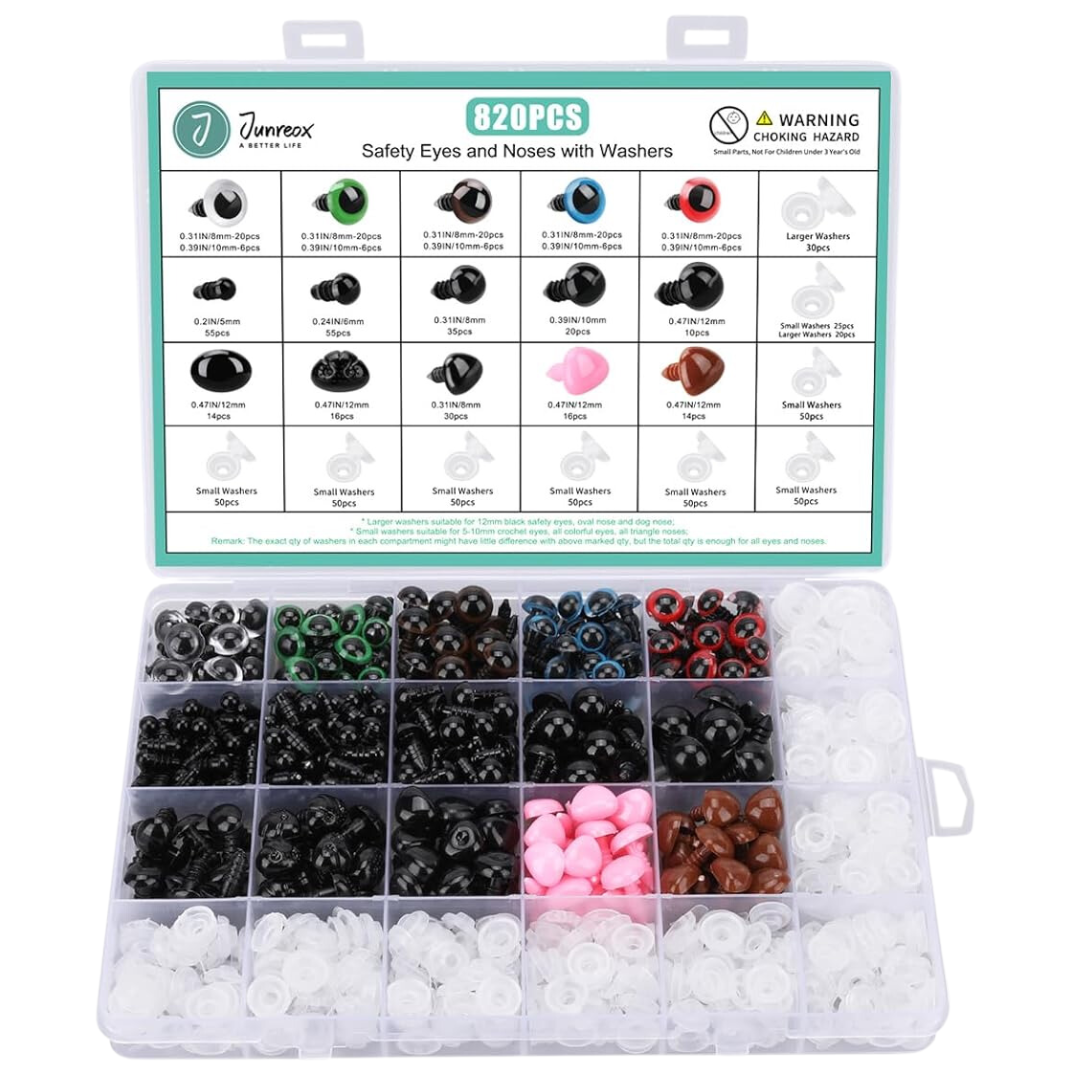 J
Junreox
A BETTER LIFE
820PCS
Safety Eyes and Noses with Washers
WARNING
CHOKING HAZARD
Small Parts, Not For Children Under 3 Year's Old
0.31IN/8mm-20pcs
0.39IN/10mm-6pcs
0.31IN/8mm-20pcs
0.39IN/10mm-6pcs
0.31IN/8mm-20pcs
0.39IN/10mm-6pcs
0.31IN/8mm-20pcs
0.39IN/10mm-6pcs
0.31IN/8mm-20pcs
0.39IN/10mm-6pcs
Larger Washers
30pcs
0.2IN/5mm
55pcs
0.24IN/6mm
55pcs
0.31IN/8mm
35pcs
0.39IN/10mm
20pcs
0.47IN/12mm
10pcs
Small Washers 25pcs
Larger Washers 20pcs
0.47IN/12mm
14pcs
0.47IN/12mm
16pcs
0.31IN/8mm
30pcs
0.47IN/12mm
16pcs
0.47IN/12mm
14pcs
Small Washers
50pcs
Small Washers
50pcs
Small Washers
50pcs
Small Washers
50pcs
Small Washers
50pcs
Small Washers
50pcs
Small Washers
50pcs
* Larger washers suitable for 12mm black safety eyes, oval nose and dog nose;
* Small washers suitable for 5-10mm crochet eyes, all colorful eyes, all triangle noses;
Remark: The exact qty of washers in each compartment might have little difference with above marked qty, but the total qty is enough for all eyes and noses.